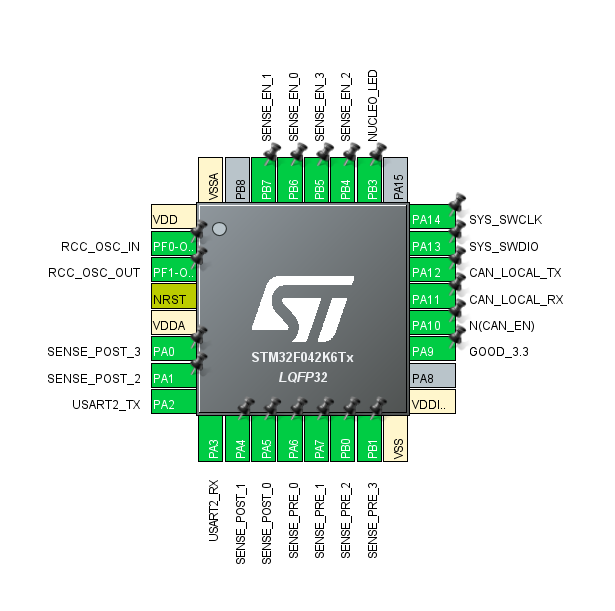 SENSE_EN_1
SENSE_EN_0
SENSE_EN_3
SENSE_EN_2
NUCLEO_LED
VSSA
PB8
PB7
PB6
PB5
PB4
PB3
PA15
VDD
PA14 SYS_SWCLK
RCC_OSC_IN PF0-O..
PA13 SYS_SWDIO
RCC_OSC_OUT PF1-O..
PA12 CAN_LOCAL_TX
NRST
PA11 CAN_LOCAL_RX
VDDA
PA10 N(CAN_EN)
SENSE_POST_3 PA0
PA9 GOOD_3.3
SENSE_POST_2 PA1
PA8
USART2_TX PA2
VDDI..
ST
STM32F042K6Tx
LQFP32
PA3
PA4
PA5
PA6
PA7
PB0
PB1
VSS
USART2_RX
SENSE_POST_1
SENSE_POST_0
SENSE_PRE_0
SENSE_PRE_1
SENSE_PRE_2
SENSE_PRE_3